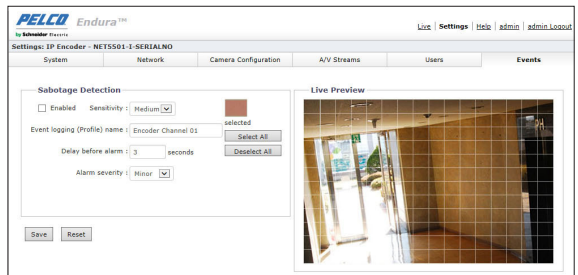 PELCO Endura™
by Schneider Electric
Live | Settings | Help | admin | admin Logout
Settings: IP Encoder - NET5501-I-SERIALNO
System Network Camera Configuration A/V Streams Users Events
Sabotage Detection
Enabled Sensitivity : Medium
selected
Event logging (Profile) name : Encoder Channel 01
Select All
Delay before alarm : 3 seconds
Deselect All
Alarm severity : Minor
Save Reset
Live Preview
PH